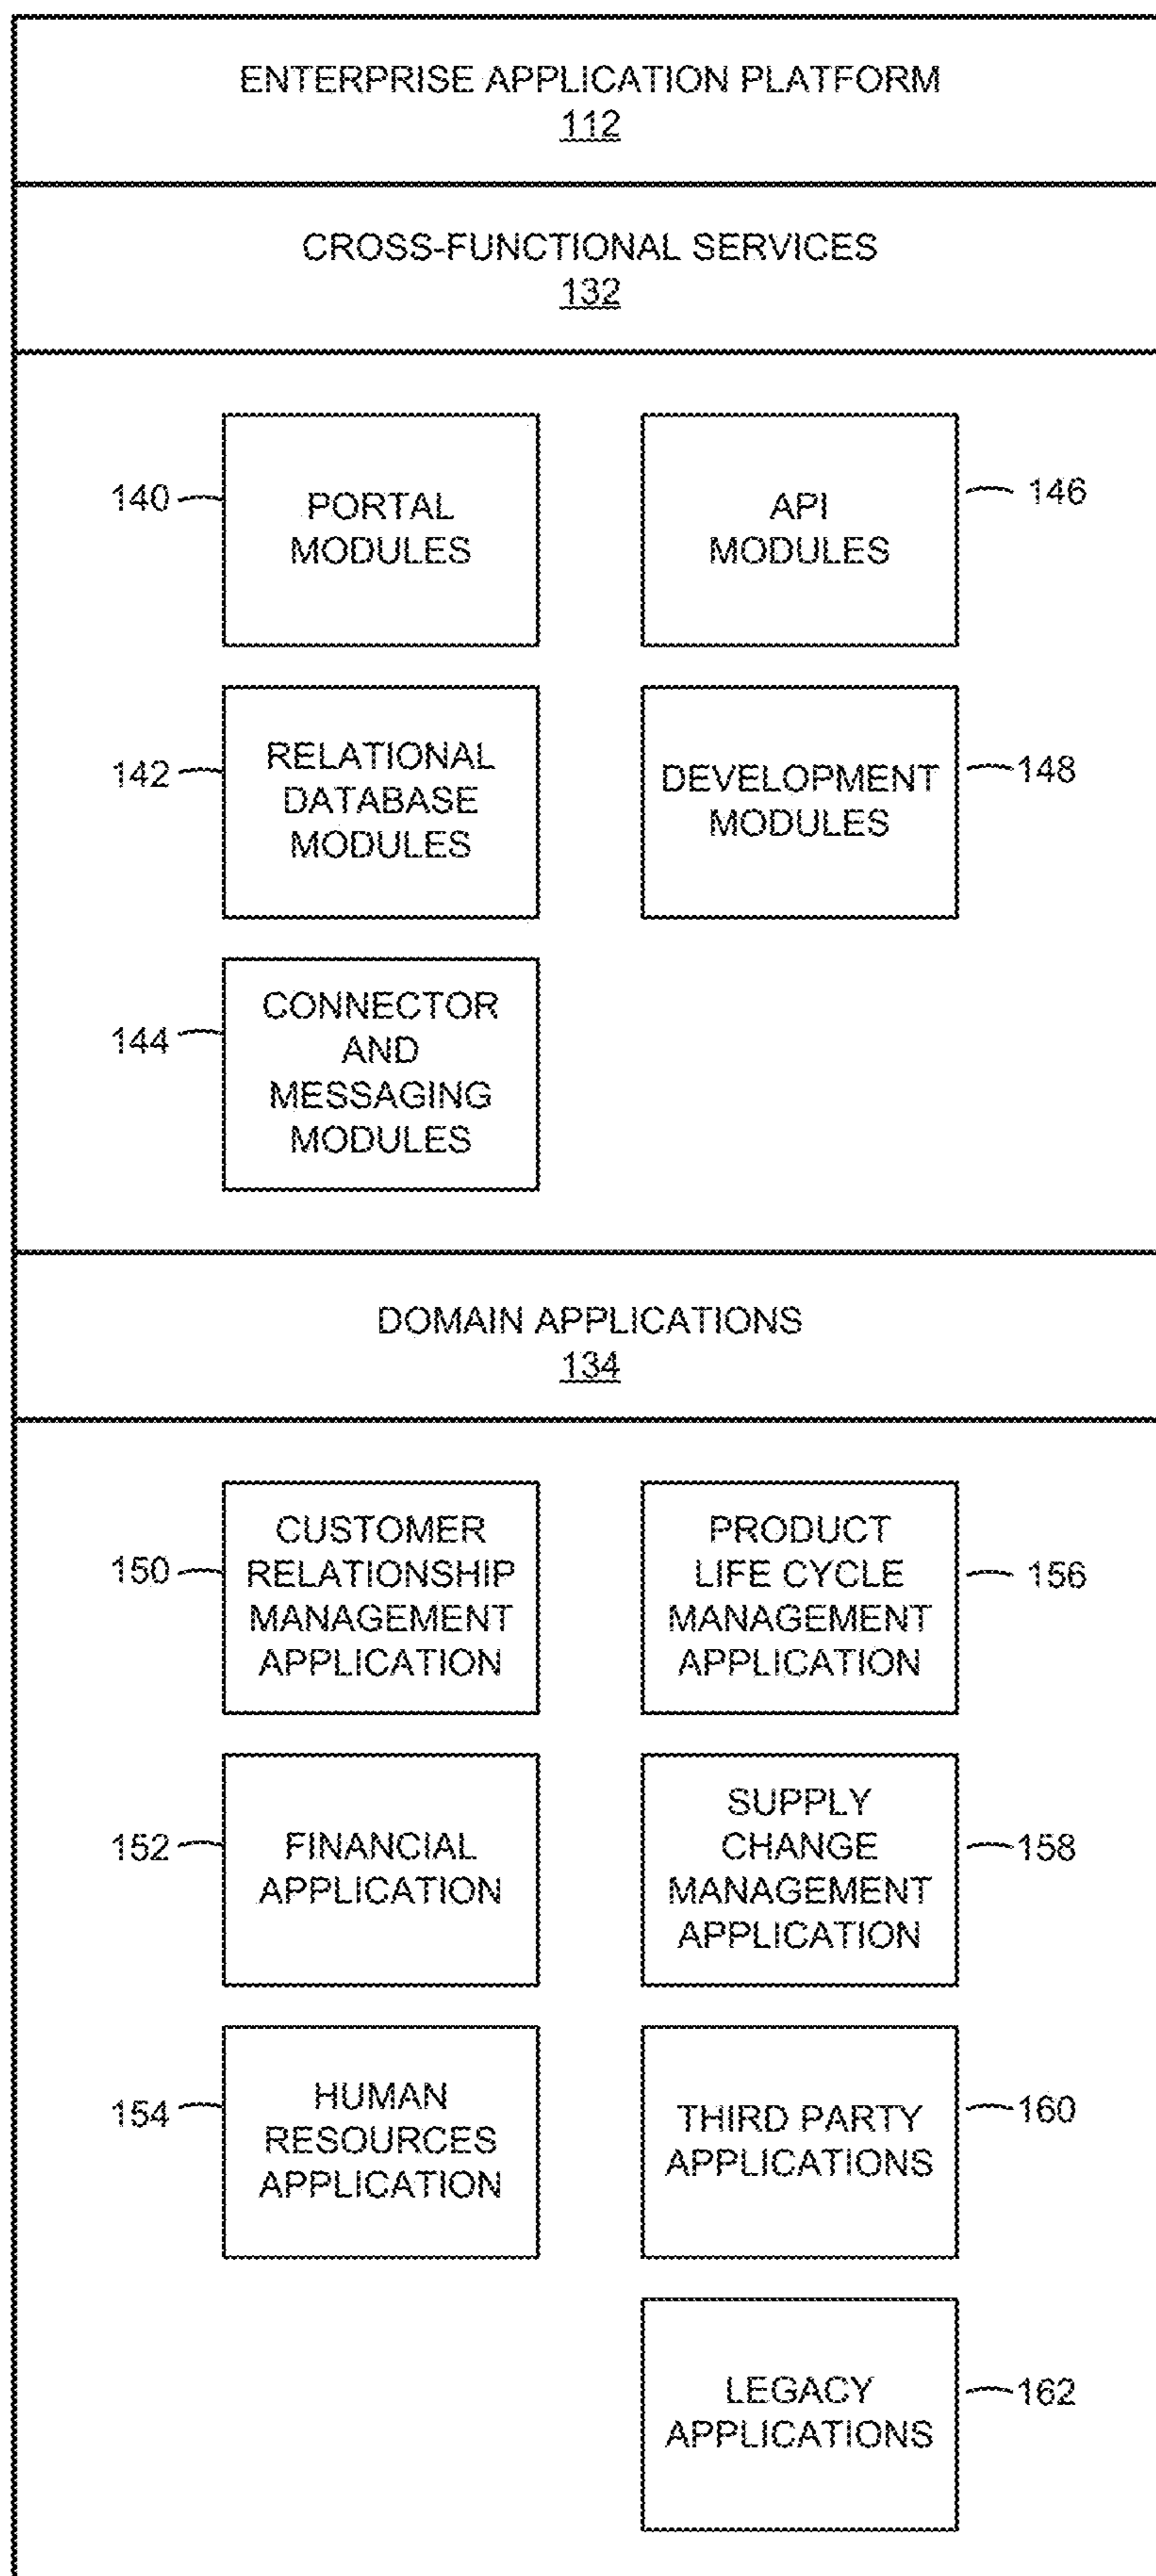 ENTERPRISE APPLICATION PLATFORM
112
CROSS-FUNCTIONAL SERVICES
132
140
PORTAL
MODULES
API
MODULES
146
142
RELATIONAL
DATABASE
MODULES
DEVELOPMENT
MODULES
148
144
CONNECTOR
AND
MESSAGING
MODULES
DOMAIN APPLICATIONS
134
150
CUSTOMER
RELATIONSHIP
MANAGEMENT
APPLICATION
PRODUCT
LIFE CYCLE
MANAGEMENT
APPLICATION
156
152
FINANCIAL
APPLICATION
SUPPLY
CHANGE
MANAGEMENT
APPLICATION
158
154
HUMAN
RESOURCES
APPLICATION
THIRD PARTY
APPLICATIONS
160
LEGACY
APPLICATIONS
162